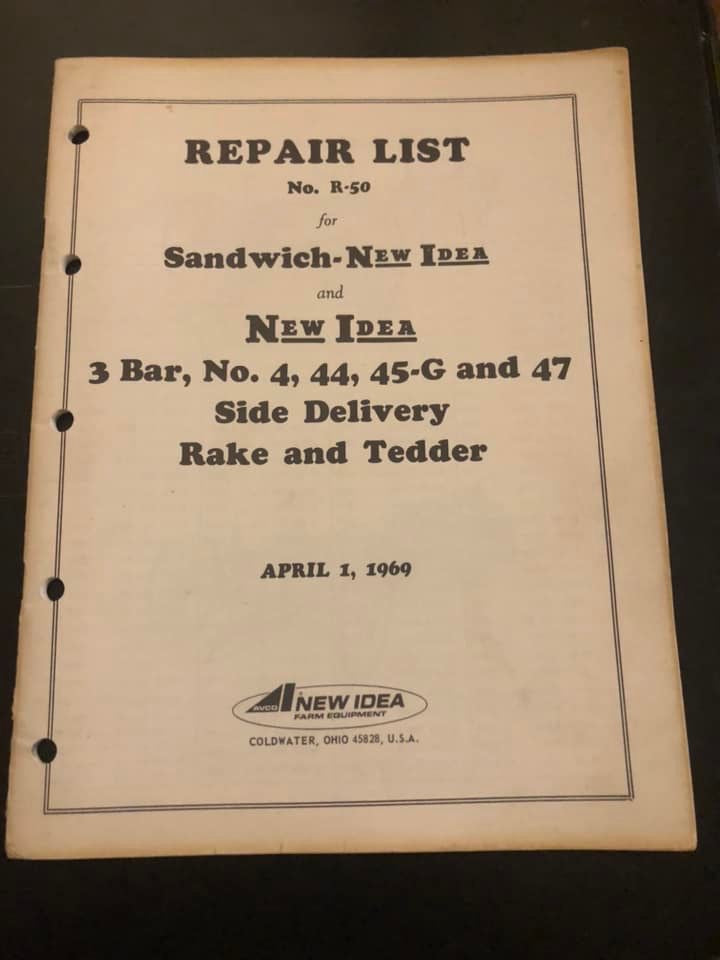 REPAIR LIST
No. R-50
for
Sandwich-NEW IDEA
and
NEW IDEA
3 Bar, No. 4, 44, 45-G and 47
Side Delivery
Rake and Tedder
APRIL 1, 1969
AVCO NEW IDEA
FARM EQUIPMENT
COLDWATER, OHIO 45828, U.S.A.